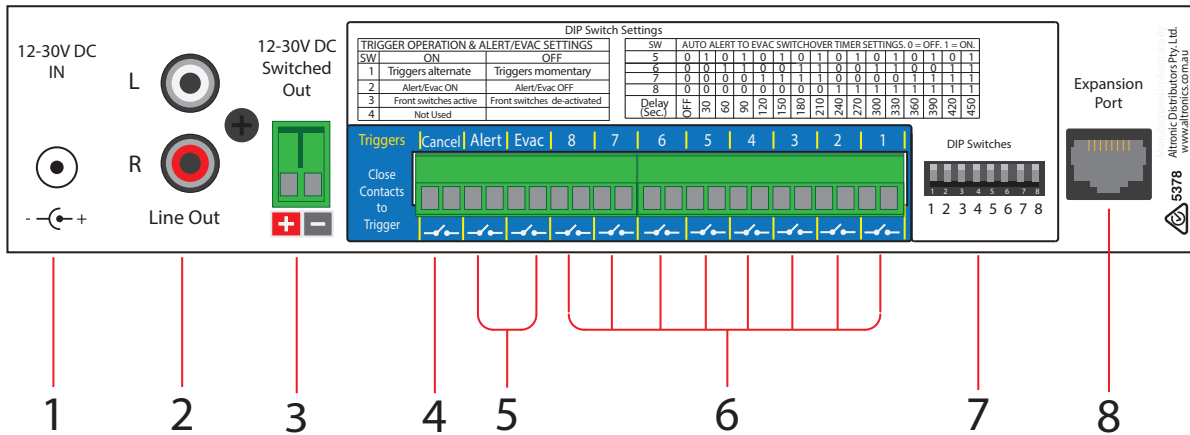 DIP Switch Settings
TRIGGER OPERATION & ALERT/EVAC SETTINGS
SW ON OFF
1 Triggers alternate Triggers momentary
2 Alert/Evac ON Alert/Evac OFF
3 Front switches active Front switches de-activated
4 Not Used
SW AUTO ALERT TO EVAC SWITCHOVER TIMER SETTINGS. 0 = OFF. 1 = ON.
5 0 1 0 1 0 1 0 1 0 1 0 1 0 1 0 1
6 0 0 1 1 0 0 1 1 0 0 1 1 0 0 1 1
7 0 0 0 0 1 1 1 1 0 0 0 0 1 1 1 1
8 0 0 0 0 0 0 0 0 1 1 1 1 1 1 1 1
Delay (Sec.) OFF 30 60 90 120 150 180 210 240 270 300 330 360 390 420 450
12-30V DC
IN
- +
L
R
Line Out
12-30V DC
Switched
Out
+ -
Triggers Cancel Alert Evac 8 7 6 5 4 3 2 1
Close
Contacts
to
Trigger
DIP Switches
1 2 3 4 5 6 7 8
1 2 3 4 5 6 7 8
Expansion
Port
Altronic Distributors Pty. Ltd.
www.altronics.com.au
5378
1 2 3 4 5 6 7 8